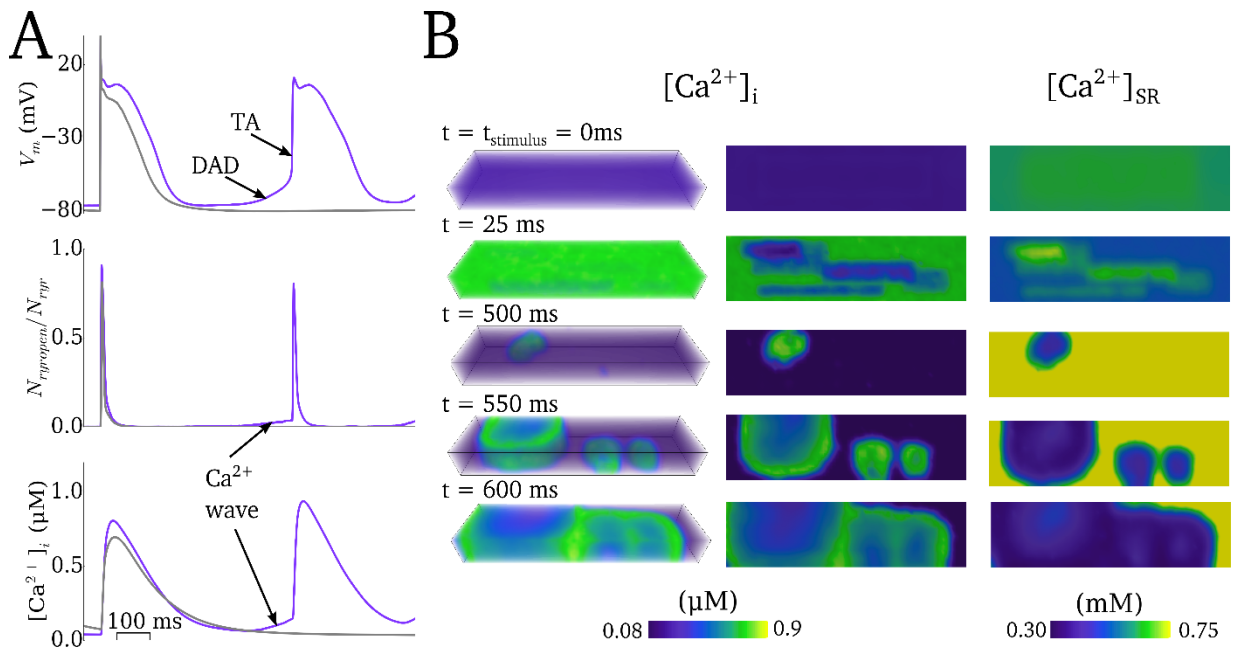 A
20
−30
−80
V_m (mV)
TA
DAD
1.0
0.5
0.0
N_ryropen/N_ryr
Ca²⁺
wave
1.0
0.5
0.0
[Ca²⁺]_i (μM)
100 ms
B
[Ca²⁺]ᵢ
[Ca²⁺]_SR
t = t_stimulus = 0ms
t = 25 ms
t = 500 ms
t = 550 ms
t = 600 ms
(μM)
(mM)
0.08
0.9
0.30
0.75